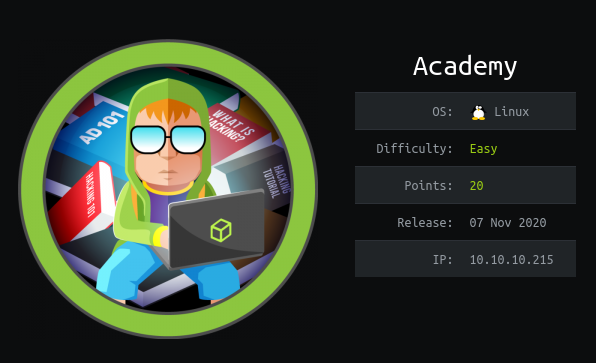 Academy
OS: Linux
Difficulty: Easy
Points: 20
Release: 07 Nov 2020
IP: 10.10.10.215
AD 101
WHAT IS
HACKING?
HACKING 101
HACKING
TUTORIAL